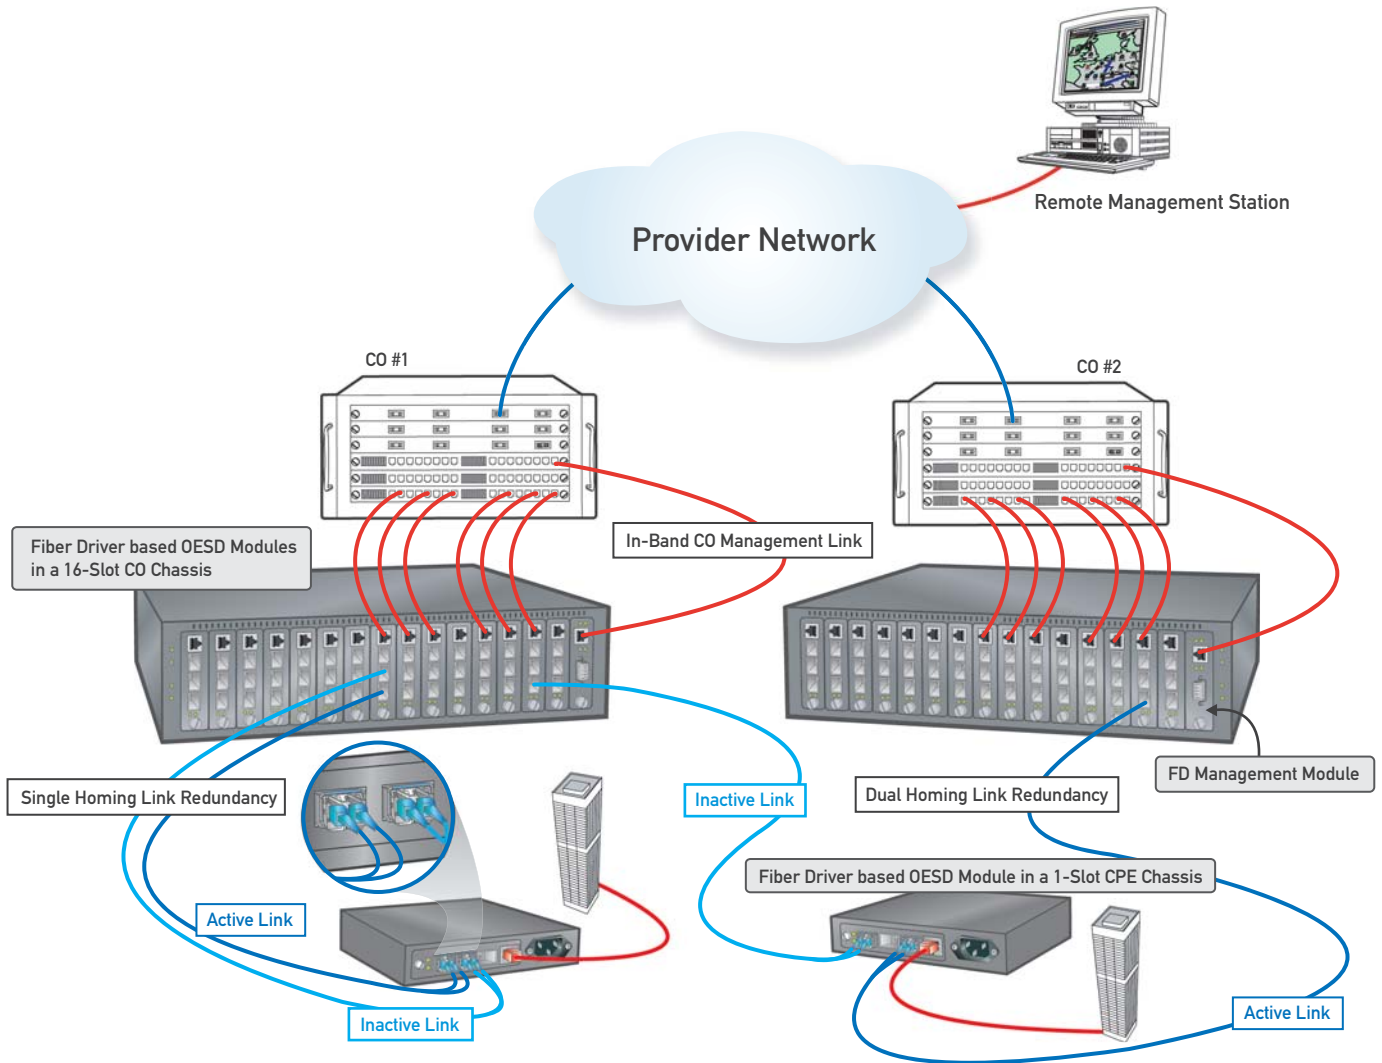 Remote Management Station
Provider Network
CO #1
CO #2
In-Band CO Management Link
Fiber Driver based OESD Modules
in a 16-Slot CO Chassis
FD Management Module
Single Homing Link Redundancy
Inactive Link
Dual Homing Link Redundancy
Fiber Driver based OESD Module in a 1-Slot CPE Chassis
Active Link
Inactive Link
Active Link